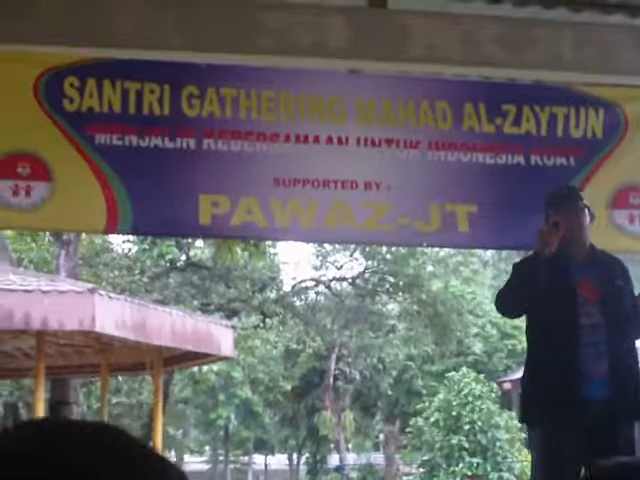 SANTRI GATHERING MAHAD AL-ZAYTUN
MENJALIN KEBERSAMAAN UNTUK INDONESIA KUAT
SUPPORTED BY :
PAWAZ-JT